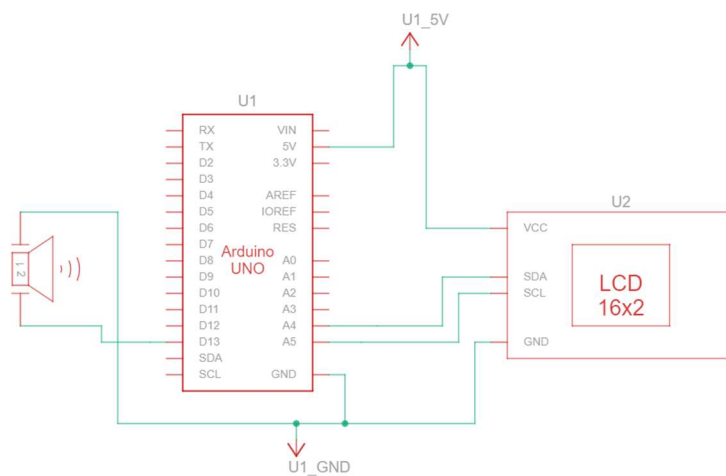 U1_5V
U1
RX
TX
D2
D3
D4
D5
D6
D7
D8
D9
D10
D11
D12
D13
SDA
SCL
Arduino
UNO
VIN
5V
3.3V
AREF
IOREF
RES
A0
A1
A2
A3
A4
A5
GND
U2
VCC
SDA
SCL
GND
LCD
16x2
1 2
U1_GND